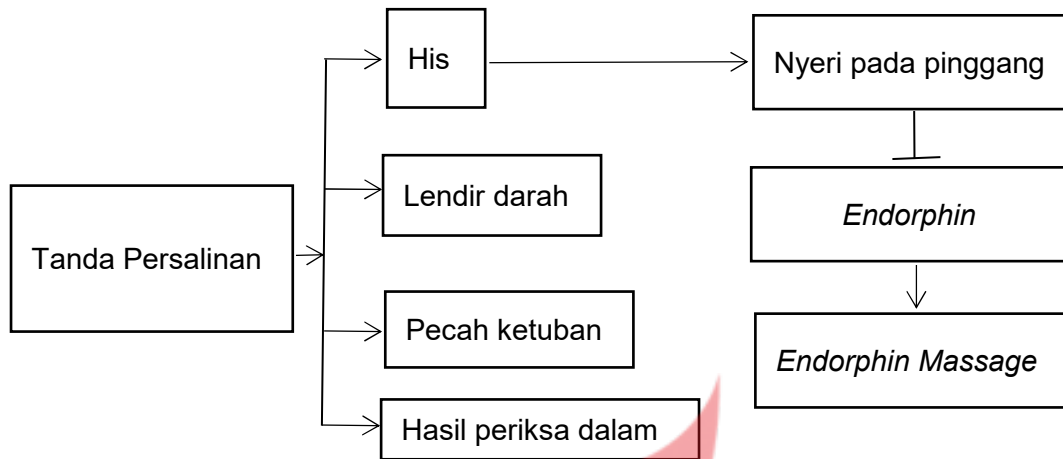 His
Nyeri pada pinggang
Lendir darah
Endorphin
Tanda Persalinan
Pecah ketuban
Endorphin Massage
Hasil periksa dalam